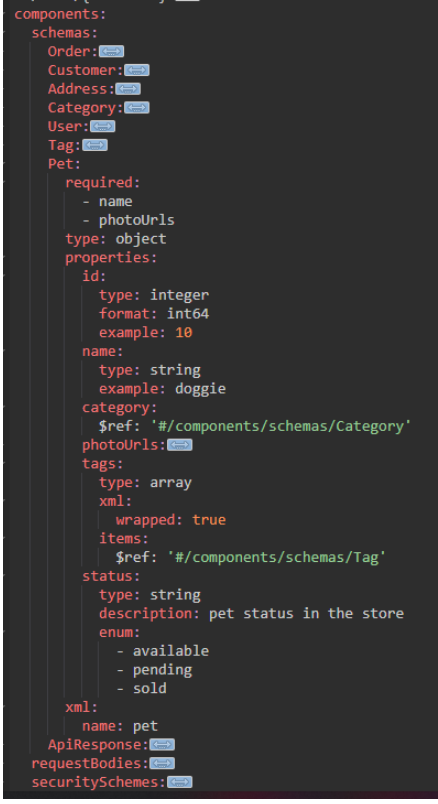 components:
  schemas:
    Order:
    Customer:
    Address:
    Category:
    User:
    Tag:
    Pet:
      required:
        - name
        - photoUrls
      type: object
      properties:
        id:
          type: integer
          format: int64
          example: 10
        name:
          type: string
          example: doggie
        category:
          $ref: '#/components/schemas/Category'
        photoUrls:
        tags:
          type: array
          xml:
            wrapped: true
          items:
            $ref: '#/components/schemas/Tag'
        status:
          type: string
          description: pet status in the store
          enum:
            - available
            - pending
            - sold
      xml:
        name: pet
    ApiResponse:
  requestBodies:
  securitySchemes: